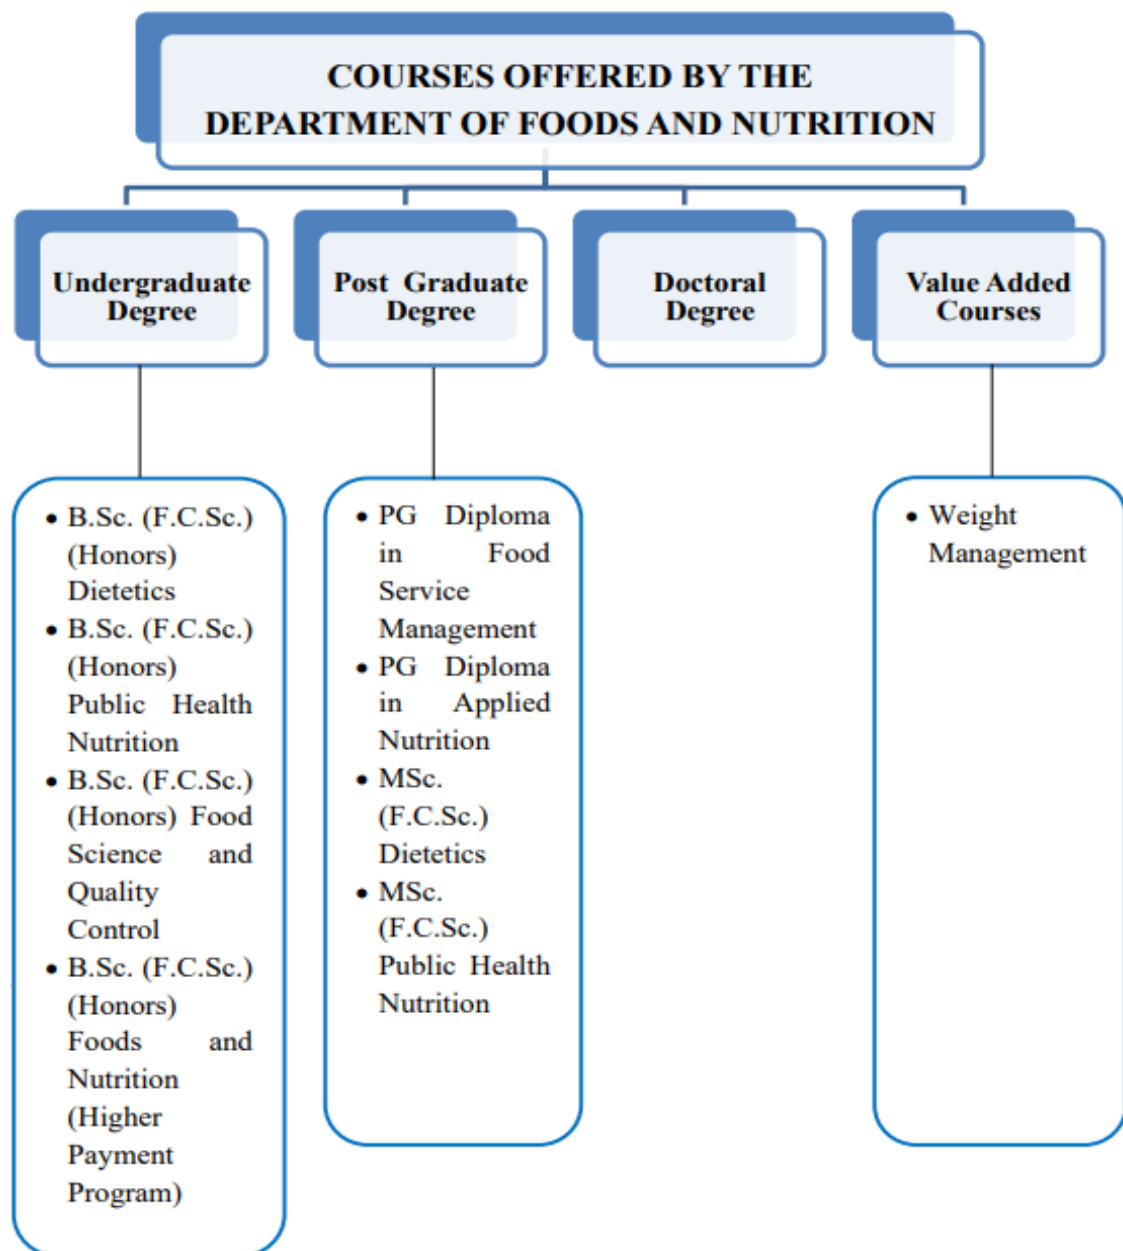 COURSES OFFERED BY THE
DEPARTMENT OF FOODS AND NUTRITION
Undergraduate
Degree
Post Graduate
Degree
Doctoral
Degree
Value Added
Courses
• B.Sc. (F.C.Sc.)
(Honors)
Dietetics
• B.Sc. (F.C.Sc.)
(Honors)
Public Health
Nutrition
• B.Sc. (F.C.Sc.)
(Honors) Food
Science and
Quality
Control
• B.Sc. (F.C.Sc.)
(Honors)
Foods and
Nutrition
(Higher
Payment
Program)
• PG Diploma
in Food
Service
Management
• PG Diploma
in Applied
Nutrition
• MSc.
(F.C.Sc.)
Dietetics
• MSc.
(F.C.Sc.)
Public Health
Nutrition
• Weight
Management